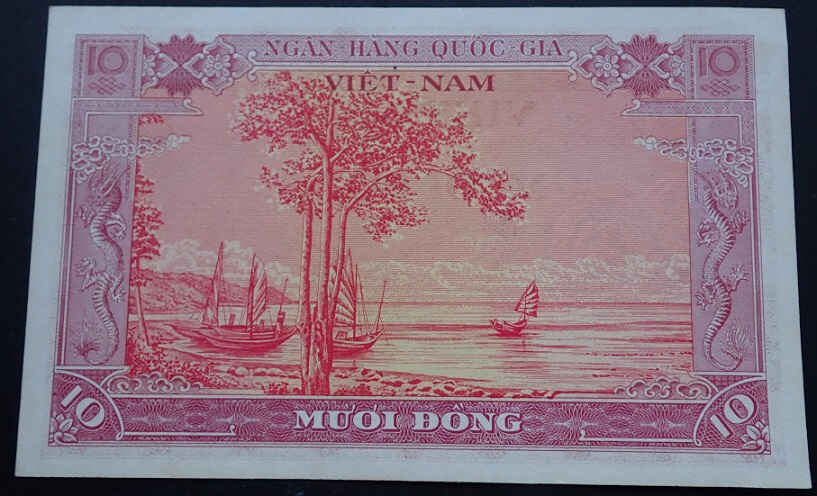 10 NGÂN-HÀNG QUỐC-GIA 10
VIỆT-NAM
10 MƯỜI ĐỒNG 10